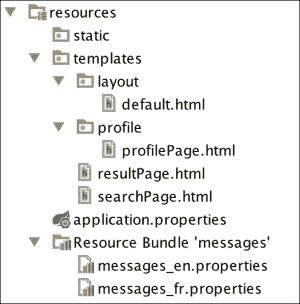 resources
static
templates
layout
default.html
profile
profilePage.html
resultPage.html
searchPage.html
application.properties
Resource Bundle 'messages'
messages_en.properties
messages_fr.properties